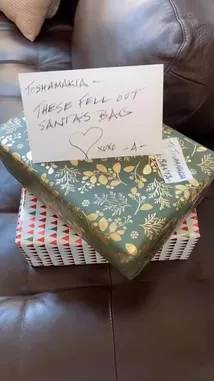 TOSHAMAKIA -
THESE FELL OUT
SANTA'S BAG
xoxo -A-